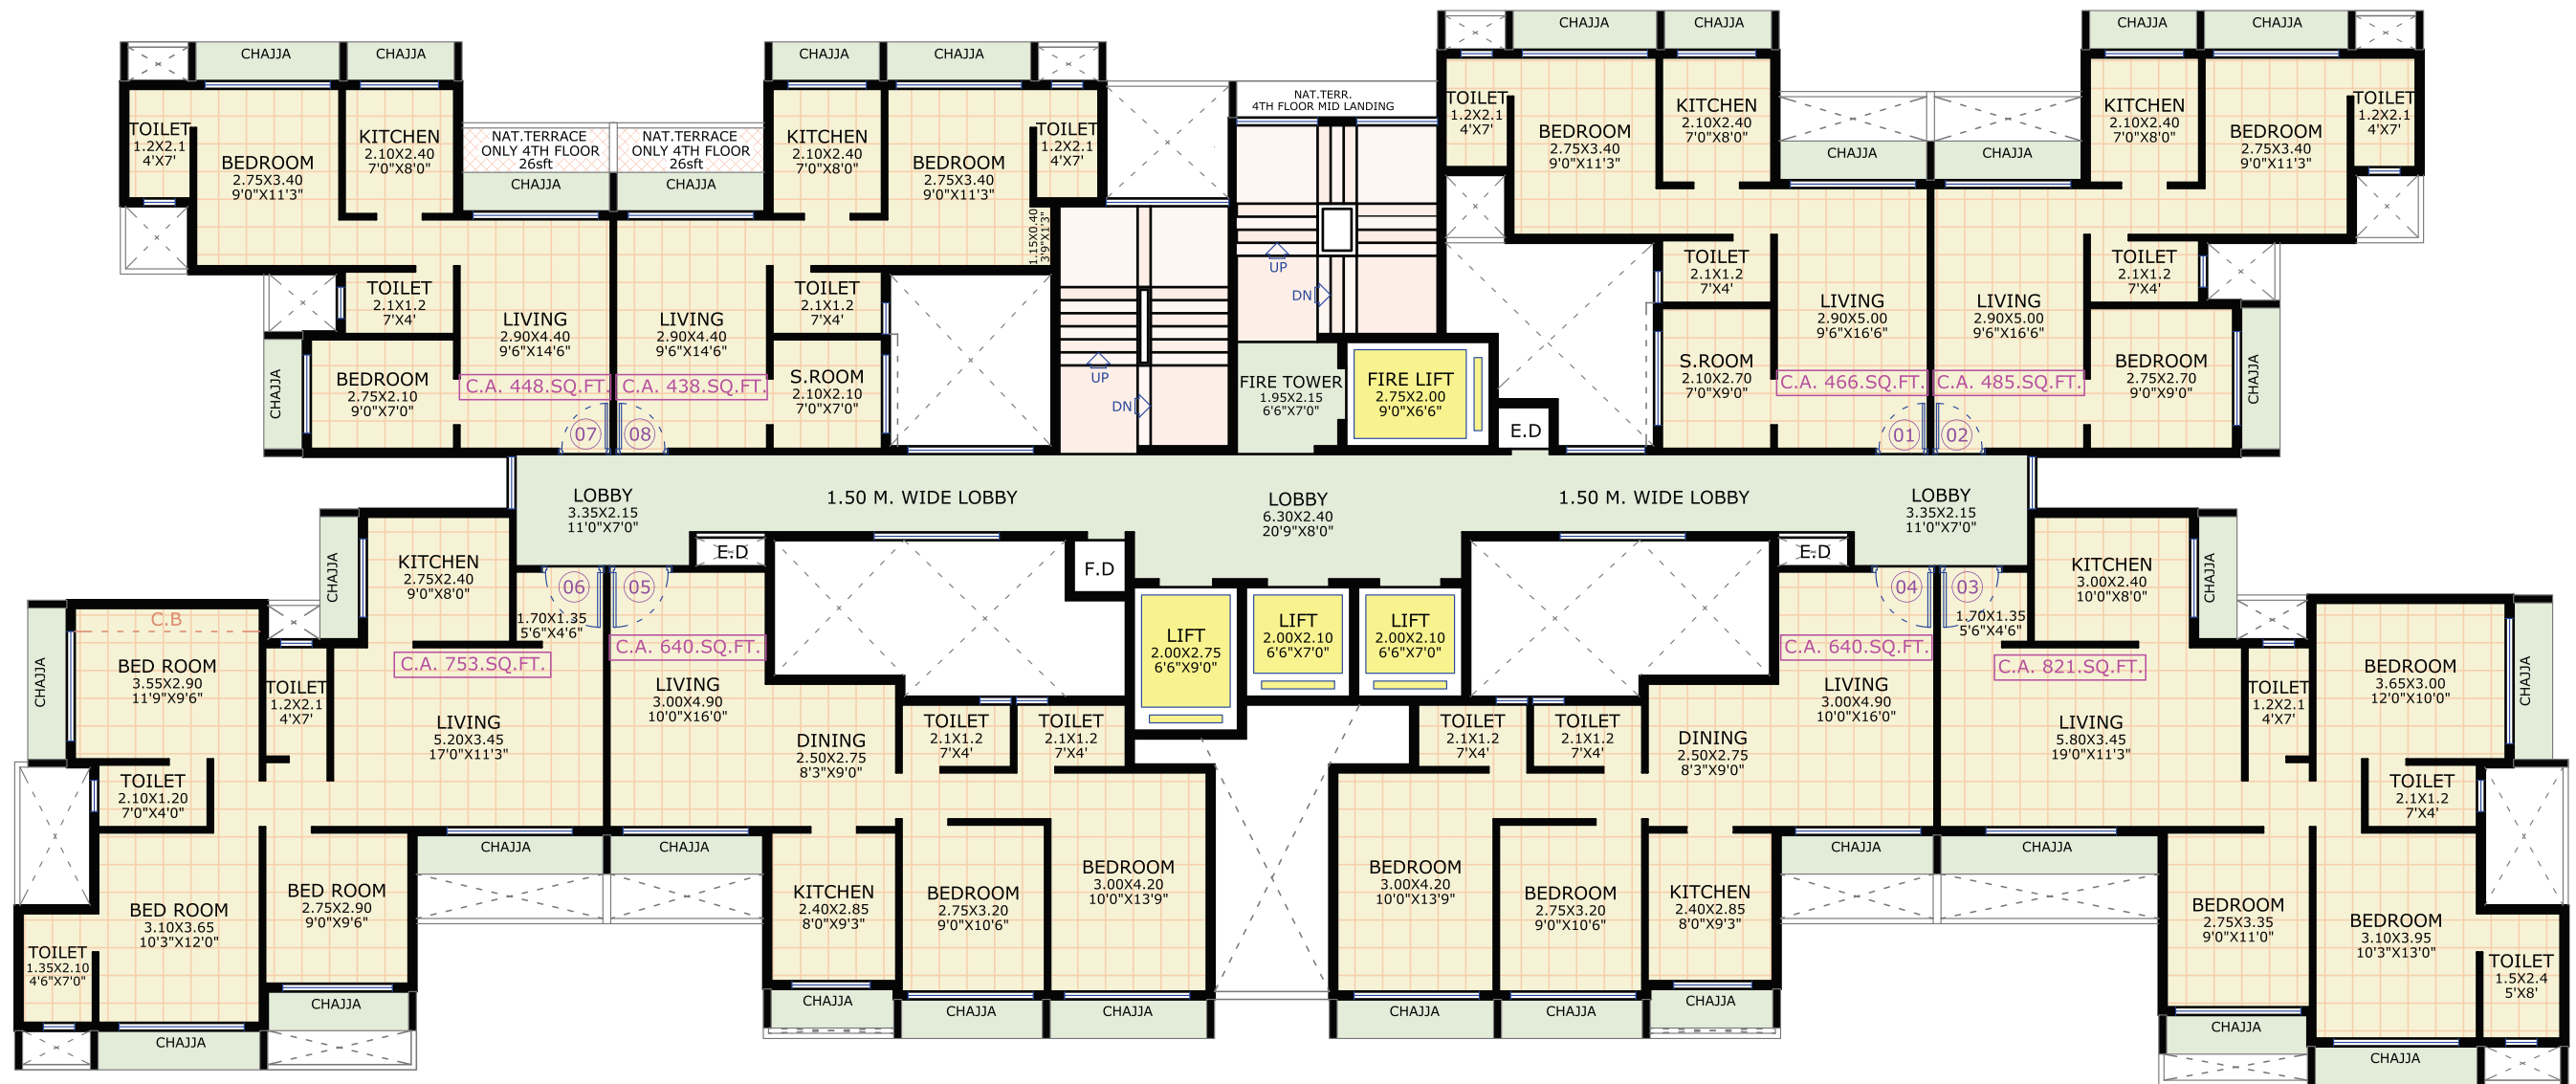 CHAJJA
CHAJJA
CHAJJA
CHAJJA
CHAJJA
CHAJJA
CHAJJA
CHAJJA
NAT.TERR.
4TH FLOOR MID LANDING
TOILET
1.2X2.1
4'X7'
BEDROOM
2.75X3.40
9'0"X11'3"
KITCHEN
2.10X2.40
7'0"X8'0"
NAT.TERRACE
ONLY 4TH FLOOR
26sft
CHAJJA
NAT.TERRACE
ONLY 4TH FLOOR
26sft
CHAJJA
KITCHEN
2.10X2.40
7'0"X8'0"
BEDROOM
2.75X3.40
9'0"X11'3"
TOILET
1.2X2.1
4'X7'
1.15X0.40
3'9"X1'3"
TOILET
1.2X2.1
4'X7'
BEDROOM
2.75X3.40
9'0"X11'3"
KITCHEN
2.10X2.40
7'0"X8'0"
CHAJJA
CHAJJA
KITCHEN
2.10X2.40
7'0"X8'0"
BEDROOM
2.75X3.40
9'0"X11'3"
TOILET
1.2X2.1
4'X7'
TOILET
2.1X1.2
7'X4'
LIVING
2.90X4.40
9'6"X14'6"
LIVING
2.90X4.40
9'6"X14'6"
TOILET
2.1X1.2
7'X4'
UP
DN
UP
DN
TOILET
2.1X1.2
7'X4'
LIVING
2.90X5.00
9'6"X16'6"
LIVING
2.90X5.00
9'6"X16'6"
TOILET
2.1X1.2
7'X4'
CHAJJA
BEDROOM
2.75X2.10
9'0"X7'0"
C.A. 448.SQ.FT.
C.A. 438.SQ.FT.
S.ROOM
2.10X2.10
7'0"X7'0"
FIRE TOWER
1.95X2.15
6'6"X7'0"
FIRE LIFT
2.75X2.00
9'0"X6'6"
E.D
S.ROOM
2.10X2.70
7'0"X9'0"
C.A. 466.SQ.FT.
C.A. 485.SQ.FT.
BEDROOM
2.75X2.70
9'0"X9'0"
CHAJJA
07
08
01
02
LOBBY
3.35X2.15
11'0"X7'0"
1.50 M. WIDE LOBBY
LOBBY
6.30X2.40
20'9"X8'0"
1.50 M. WIDE LOBBY
LOBBY
3.35X2.15
11'0"X7'0"
CHAJJA
KITCHEN
2.75X2.40
9'0"X8'0"
E.D
F.D
E.D
KITCHEN
3.00X2.40
10'0"X8'0"
CHAJJA
06
05
04
03
1.70X1.35
5'6"X4'6"
1.70X1.35
5'6"X4'6"
C.B
CHAJJA
BED ROOM
3.55X2.90
11'9"X9'6"
TOILET
1.2X2.1
4'X7'
C.A. 753.SQ.FT.
C.A. 640.SQ.FT.
LIFT
2.00X2.75
6'6"X9'0"
LIFT
2.00X2.10
6'6"X7'0"
LIFT
2.00X2.10
6'6"X7'0"
C.A. 640.SQ.FT.
C.A. 821.SQ.FT.
TOILET
1.2X2.1
4'X7'
BEDROOM
3.65X3.00
12'0"X10'0"
CHAJJA
LIVING
5.20X3.45
17'0"X11'3"
LIVING
3.00X4.90
10'0"X16'0"
DINING
2.50X2.75
8'3"X9'0"
TOILET
2.1X1.2
7'X4'
TOILET
2.1X1.2
7'X4'
TOILET
2.1X1.2
7'X4'
TOILET
2.1X1.2
7'X4'
DINING
2.50X2.75
8'3"X9'0"
LIVING
3.00X4.90
10'0"X16'0"
LIVING
5.80X3.45
19'0"X11'3"
TOILET
2.10X1.20
7'0"X4'0"
TOILET
2.1X1.2
7'X4'
CHAJJA
CHAJJA
CHAJJA
CHAJJA
TOILET
1.35X2.10
4'6"X7'0"
BED ROOM
3.10X3.65
10'3"X12'0"
BED ROOM
2.75X2.90
9'0"X9'6"
KITCHEN
2.40X2.85
8'0"X9'3"
BEDROOM
2.75X3.20
9'0"X10'6"
BEDROOM
3.00X4.20
10'0"X13'9"
BEDROOM
3.00X4.20
10'0"X13'9"
BEDROOM
2.75X3.20
9'0"X10'6"
KITCHEN
2.40X2.85
8'0"X9'3"
BEDROOM
2.75X3.35
9'0"X11'0"
BEDROOM
3.10X3.95
10'3"X13'0"
TOILET
1.5X2.4
5'X8'
CHAJJA
CHAJJA
CHAJJA
CHAJJA
CHAJJA
CHAJJA
CHAJJA
CHAJJA
CHAJJA
CHAJJA
CHAJJA